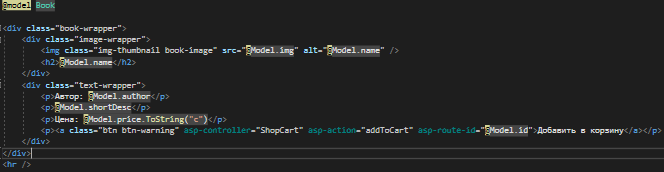 @model Book
<div class="book-wrapper">
<div class="image-wrapper">
<img class="img-thumbnail book-image" src="@Model.img" alt="@Model.name" />
<h2>@Model.name</h2>
</div>
<div class="text-wrapper">
<p>Автор: @Model.author</p>
<p>@Model.shortDesc</p>
<p>Цена: @Model.price.ToString("c")</p>
<p><a class="btn btn-warning" asp-controller="ShopCart" asp-action="addToCart" asp-route-id="@Model.id">Добавить в корзину</a></p>
</div>
</div>
<hr />